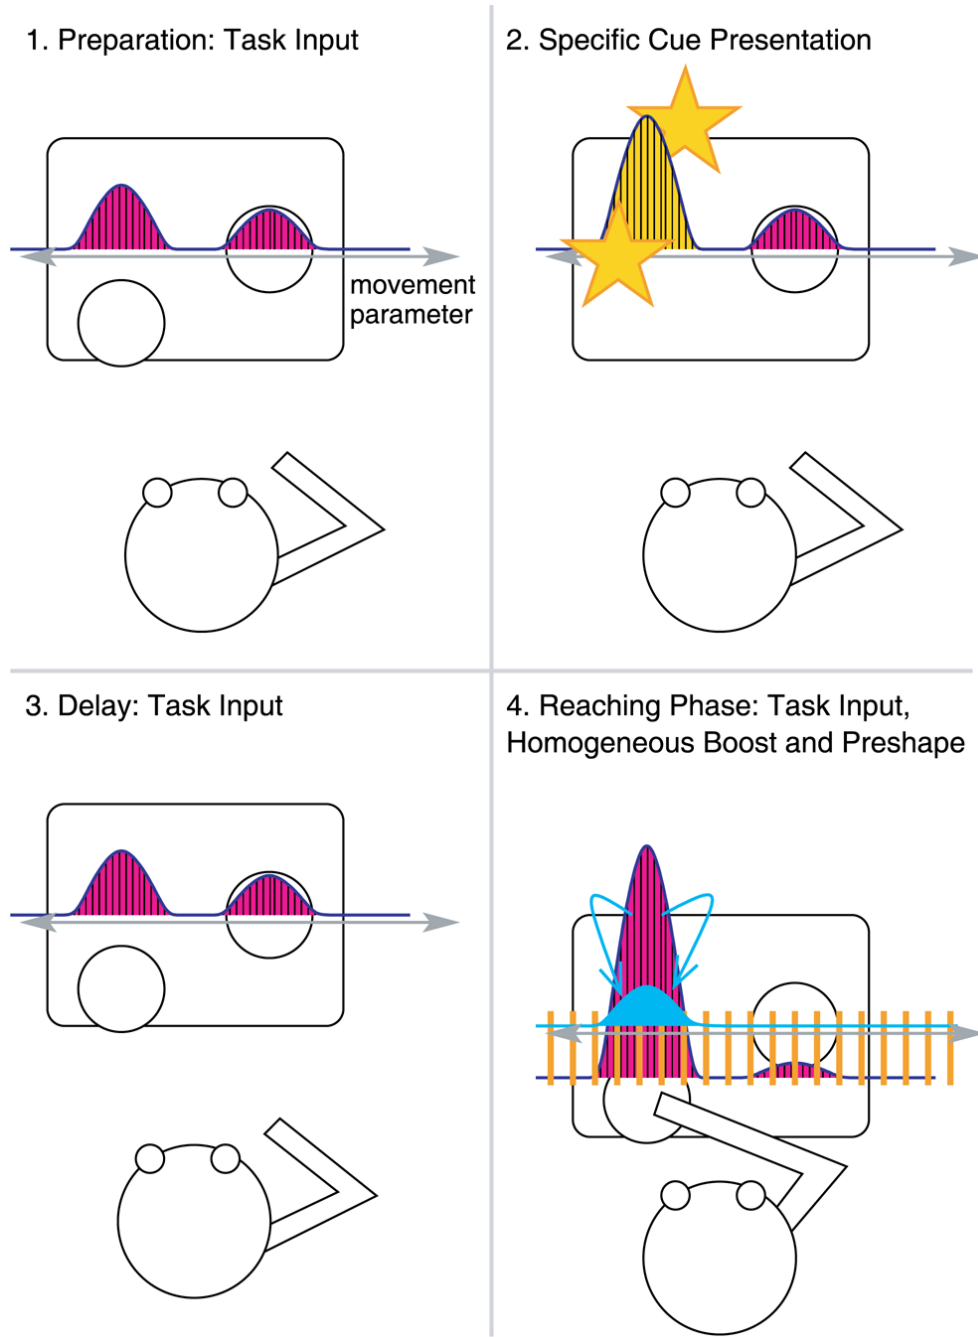 1. Preparation: Task Input
2. Specific Cue Presentation
movement
parameter
3. Delay: Task Input
4. Reaching Phase: Task Input,
Homogeneous Boost and Preshape